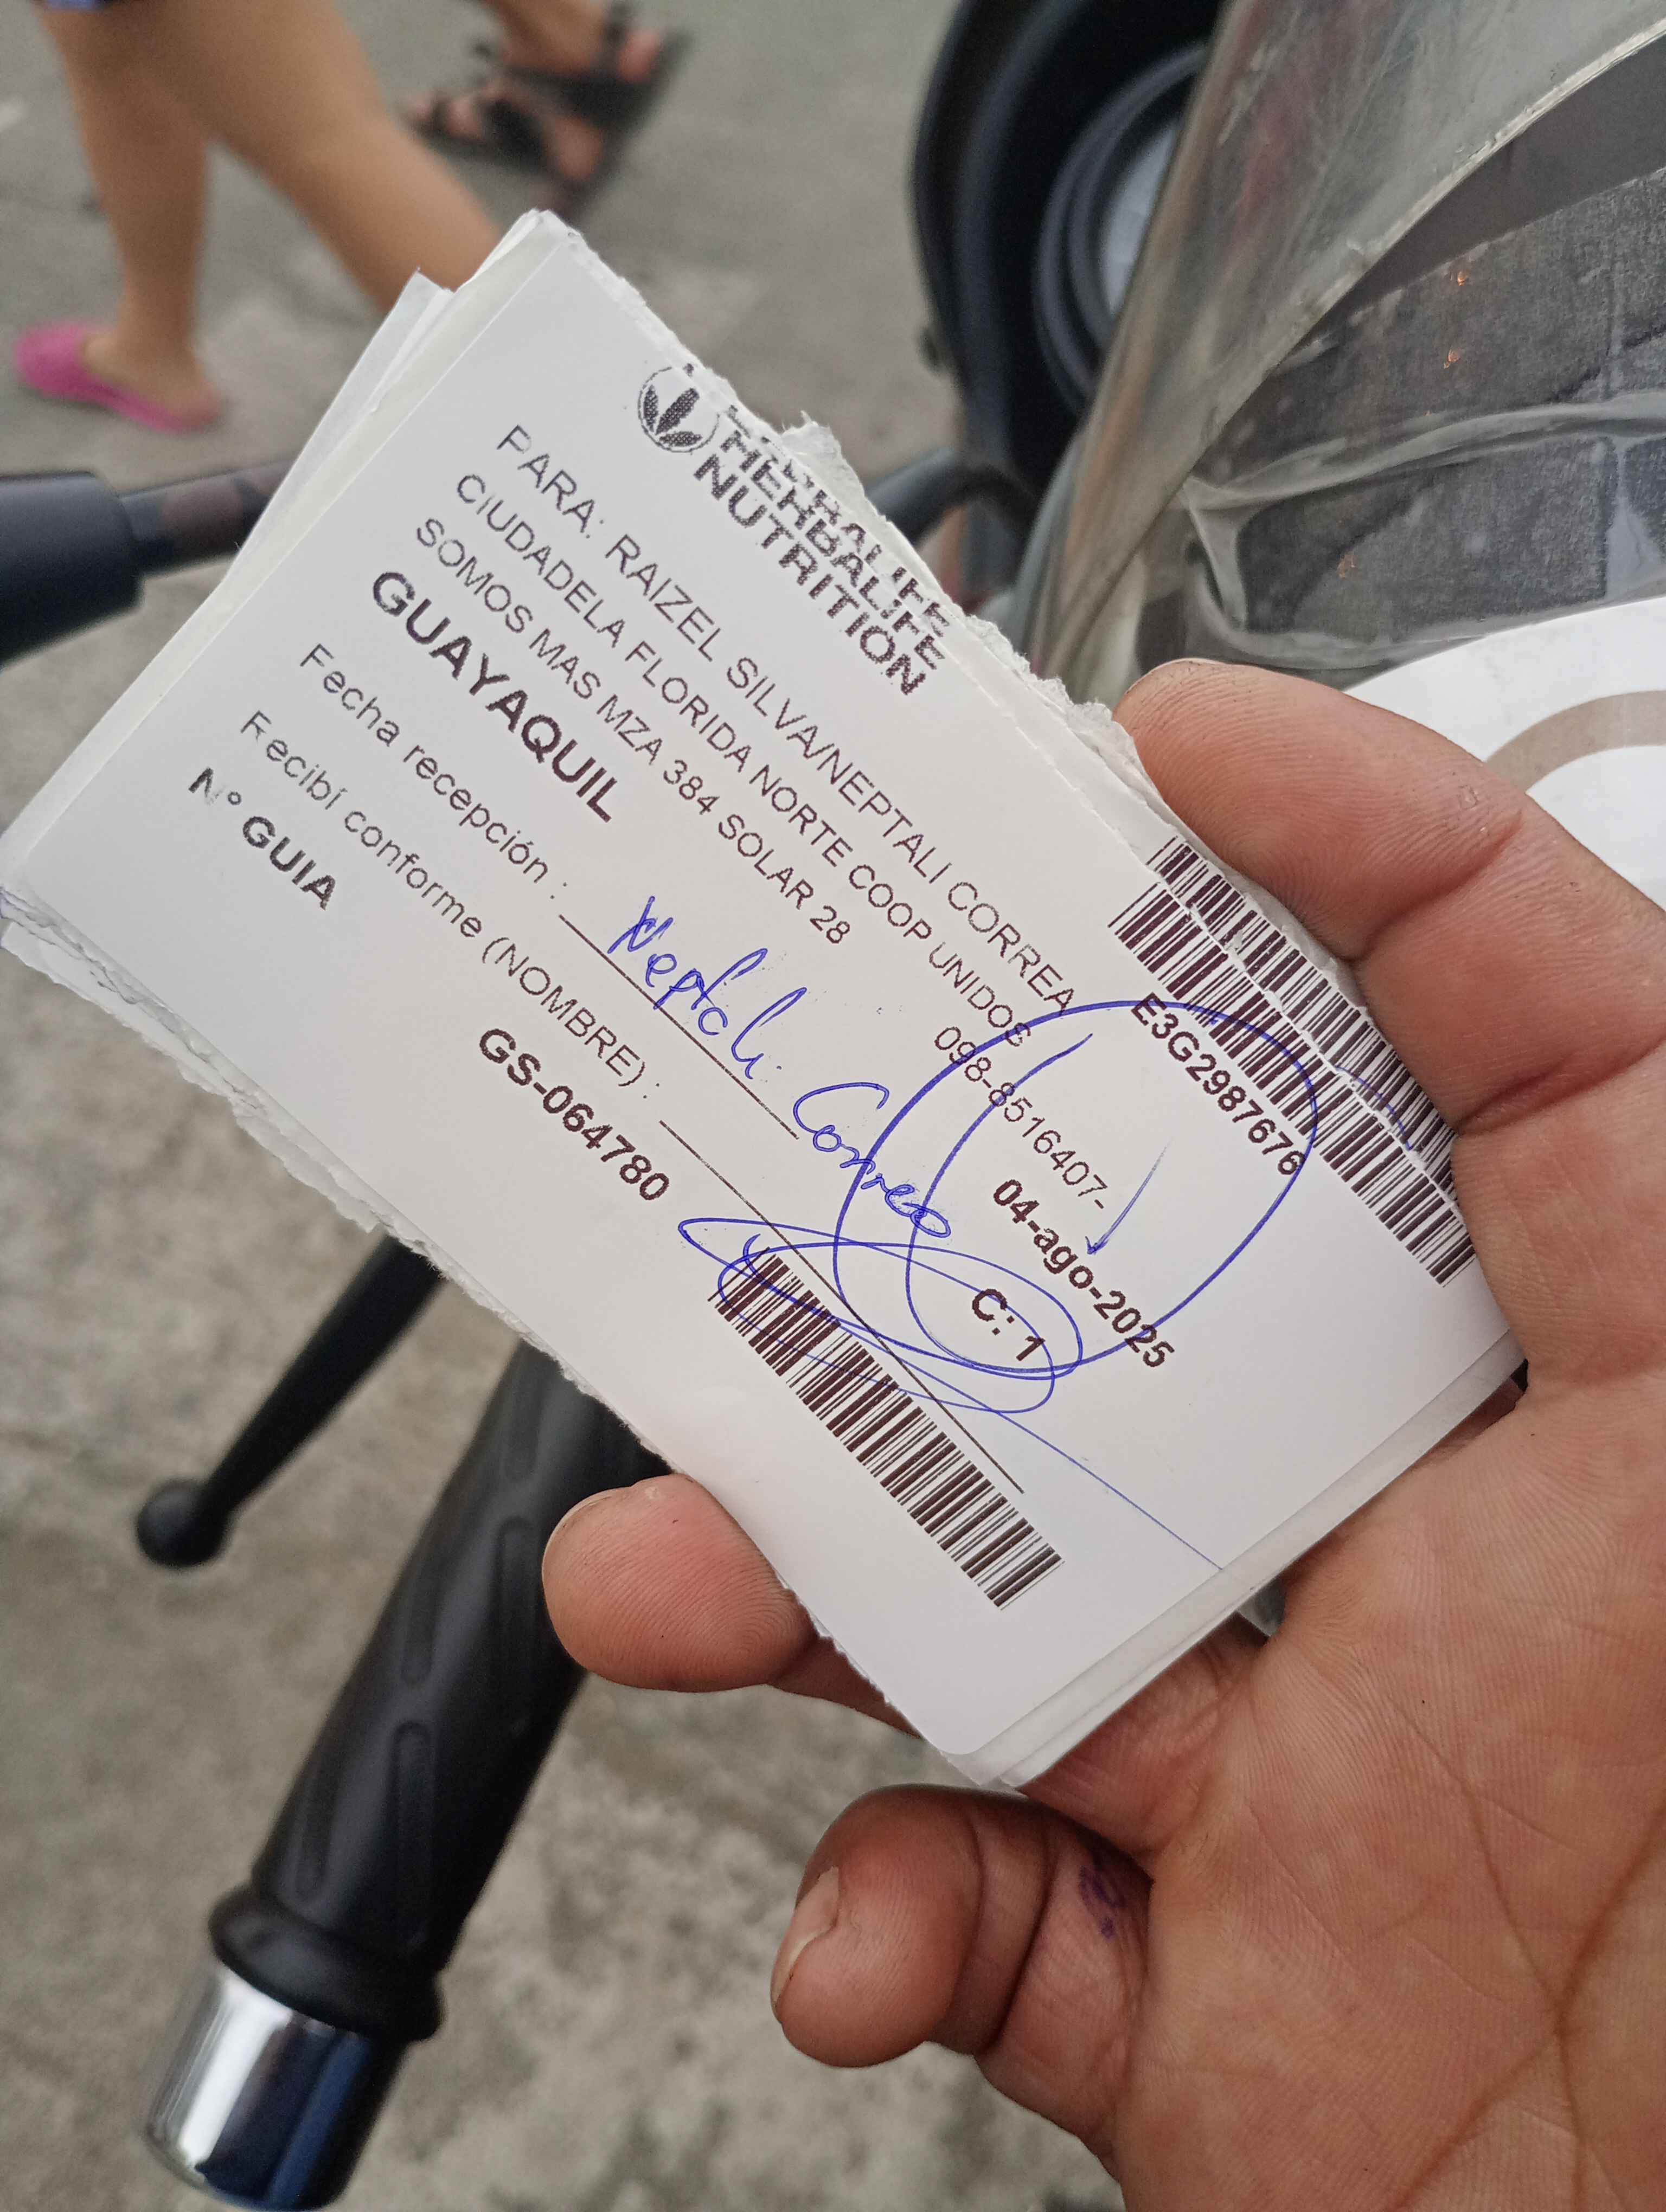 HERBALIFE
HERBALIFE
NUTRITION
E3G2987676
PARA: RAIZEL SILVA/NEPTALI CORREA
CIUDADELA FLORIDA NORTE COOP UNIDOS
SOMOS MAS MZA 384 SOLAR 28
098-8516407-
GUAYAQUIL
04-ago-2025
Fecha recepción :
Neptali Correa
C: 1
Recibí conforme (NOMBRE) :
N° GUIA
GS-064780